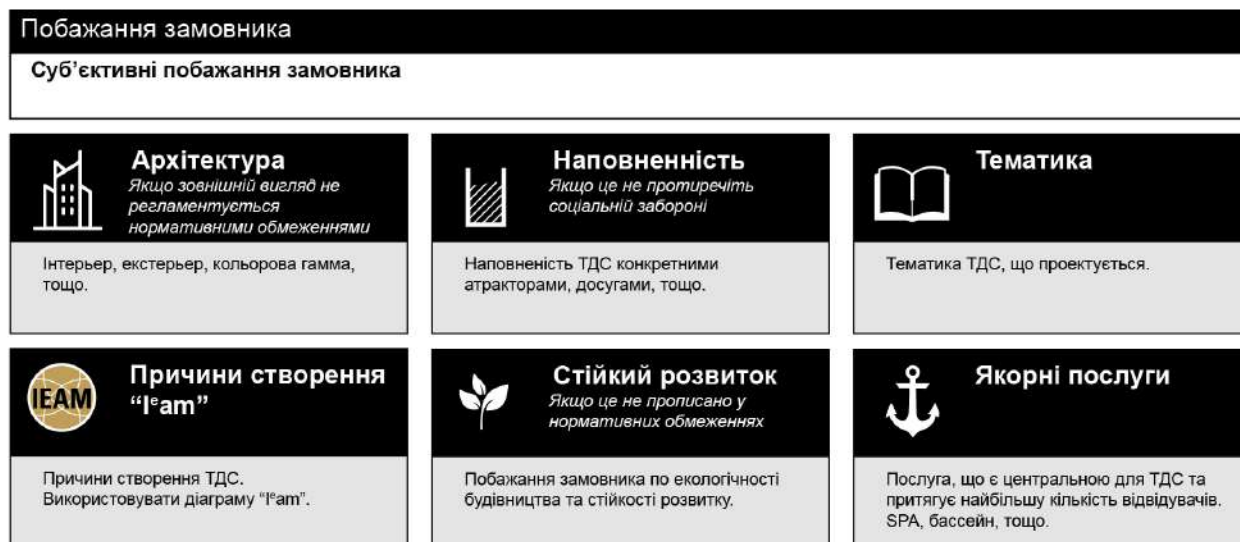 Побажання замовника
Суб’єктивні побажання замовника
Архітектура
Якщо зовнішній вигляд не
регламентується
нормативними обмеженнями
Інтерьер, екстерьер, кольорова гамма,
тощо.
Наповненність
Якщо це не протиречіть
соціальній забороні
Наповненість ТДС конкретними
атракторами, досугами, тощо.
Тематика
Тематика ТДС, що проектується.
IEAM
Причини створення
“Iᵉam”
Причини створення ТДС.
Використовувати діаграму “Iᵉam”.
Стійкий розвиток
Якщо це не прописано у
нормативних обмеженнях
Побажання замовника по екологічності
будівництва та стійкості розвитку.
Якорні послуги
Послуга, що є центральною для ТДС та
притягує найбільшу кількість відвідувачів.
SPA, бассейн, тощо.